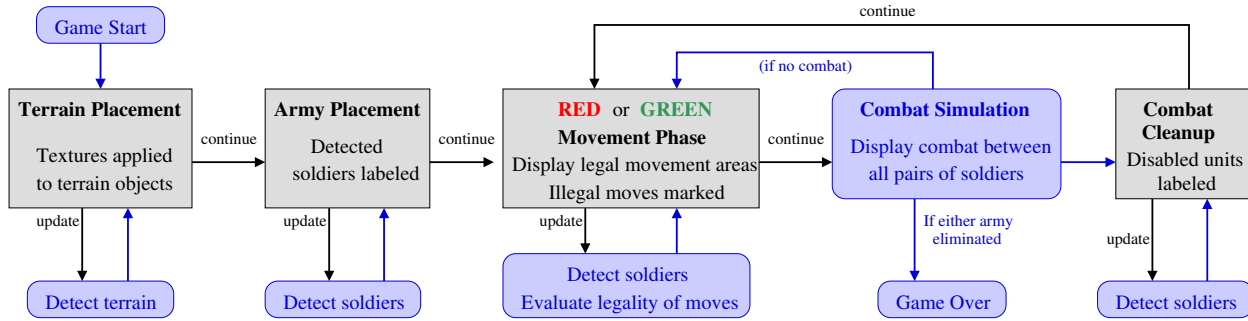 Game Start
continue
(if no combat)
Terrain Placement
Textures applied
to terrain objects
continue
Army Placement
Detected
soldiers labeled
continue
RED or GREEN
Movement Phase
Display legal movement areas
Illegal moves marked
continue
Combat Simulation
Display combat between
all pairs of soldiers
Combat
Cleanup
Disabled units
labeled
update
update
update
If either army
eliminated
update
Detect terrain
Detect soldiers
Detect soldiers
Evaluate legality of moves
Game Over
Detect soldiers